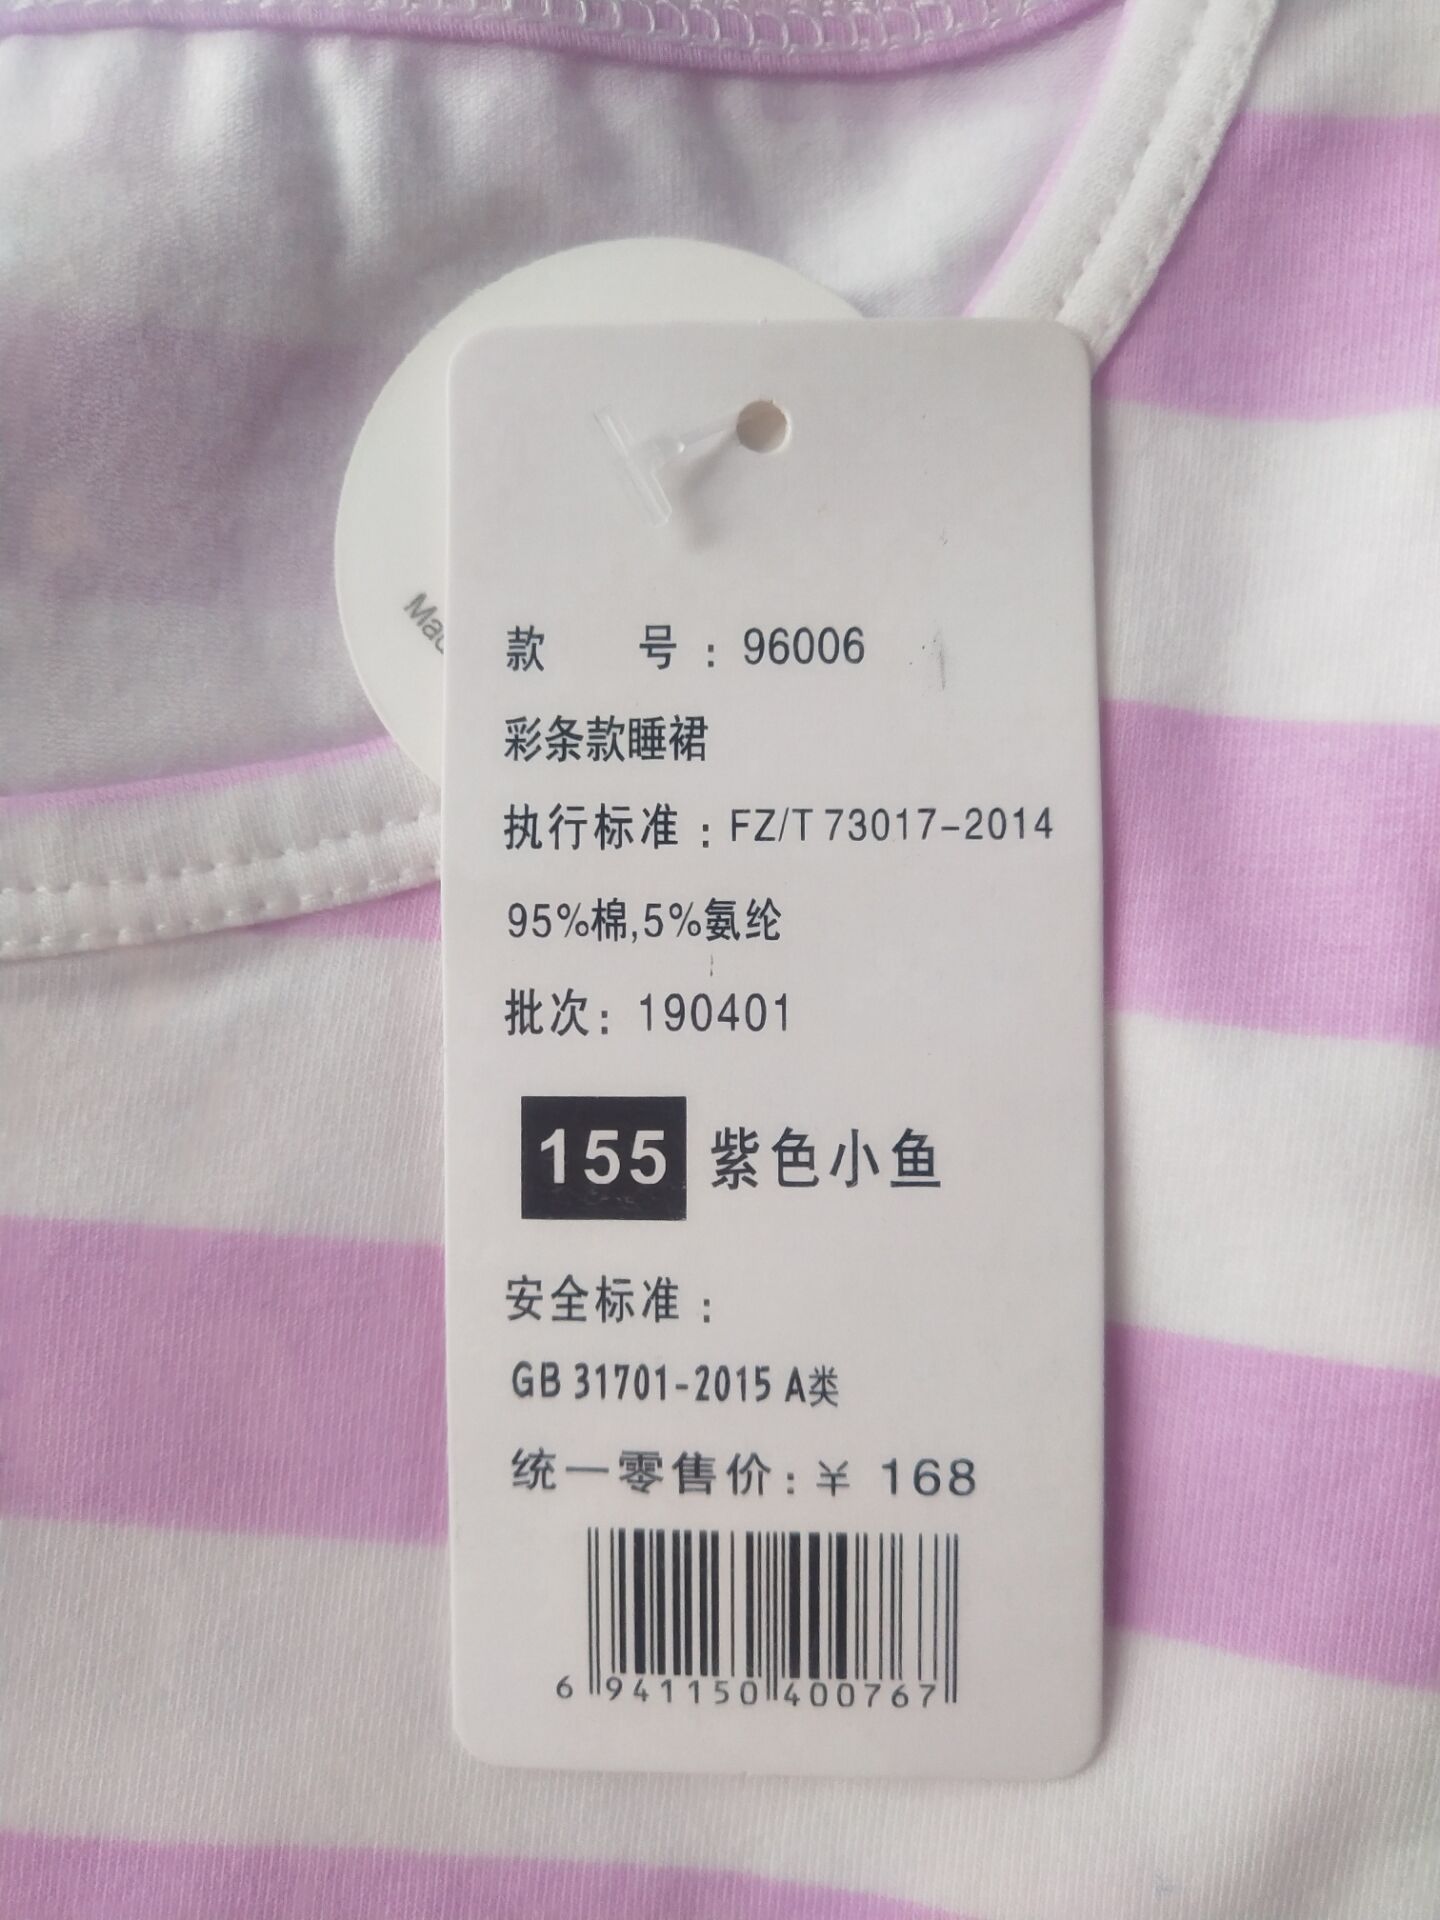 款 号：96006
彩条款睡裙
执行标准：FZ/T 73017-2014
95%棉,5%氨纶
批次：190401
155 紫色小鱼
安全标准：
GB 31701-2015 A类
统一零售价：¥ 168
6 941150 400767